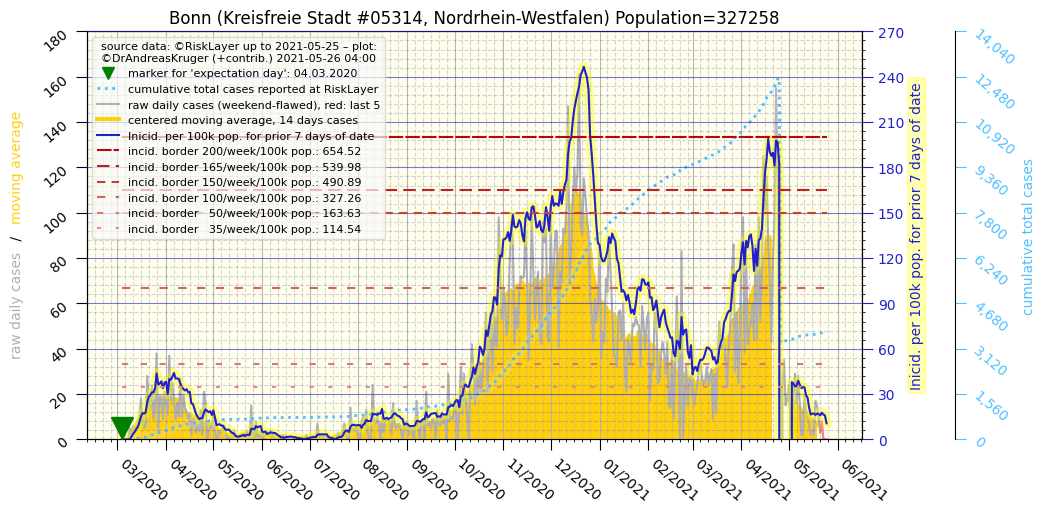 Bonn (Kreisfreie Stadt #05314, Nordrhein-Westfalen) Population=327258
source data: ©RiskLayer up to 2021-05-25 – plot:
©DrAndreasKruger (+contrib.) 2021-05-26 04:00
marker for 'expectation day': 04.03.2020
cumulative total cases reported at RiskLayer
raw daily cases (weekend-flawed), red: last 5
centered moving average, 14 days cases
Inicid. per 100k pop. for prior 7 days of date
incid. border 200/week/100k pop.: 654.52
incid. border 165/week/100k pop.: 539.98
incid. border 150/week/100k pop.: 490.89
incid. border 100/week/100k pop.: 327.26
incid. border 50/week/100k pop.: 163.63
incid. border 35/week/100k pop.: 114.54
raw daily cases / moving average
180
160
140
120
100
80
60
40
20
0
03/2020
04/2020
05/2020
06/2020
07/2020
08/2020
09/2020
10/2020
11/2020
12/2020
01/2021
02/2021
03/2021
04/2021
05/2021
06/2021
270
240
210
180
150
120
90
60
30
0
Inicid. per 100k pop. for prior 7 days of date
14,040
12,480
10,920
9,360
7,800
6,240
4,680
3,120
1,560
0
cumulative total cases